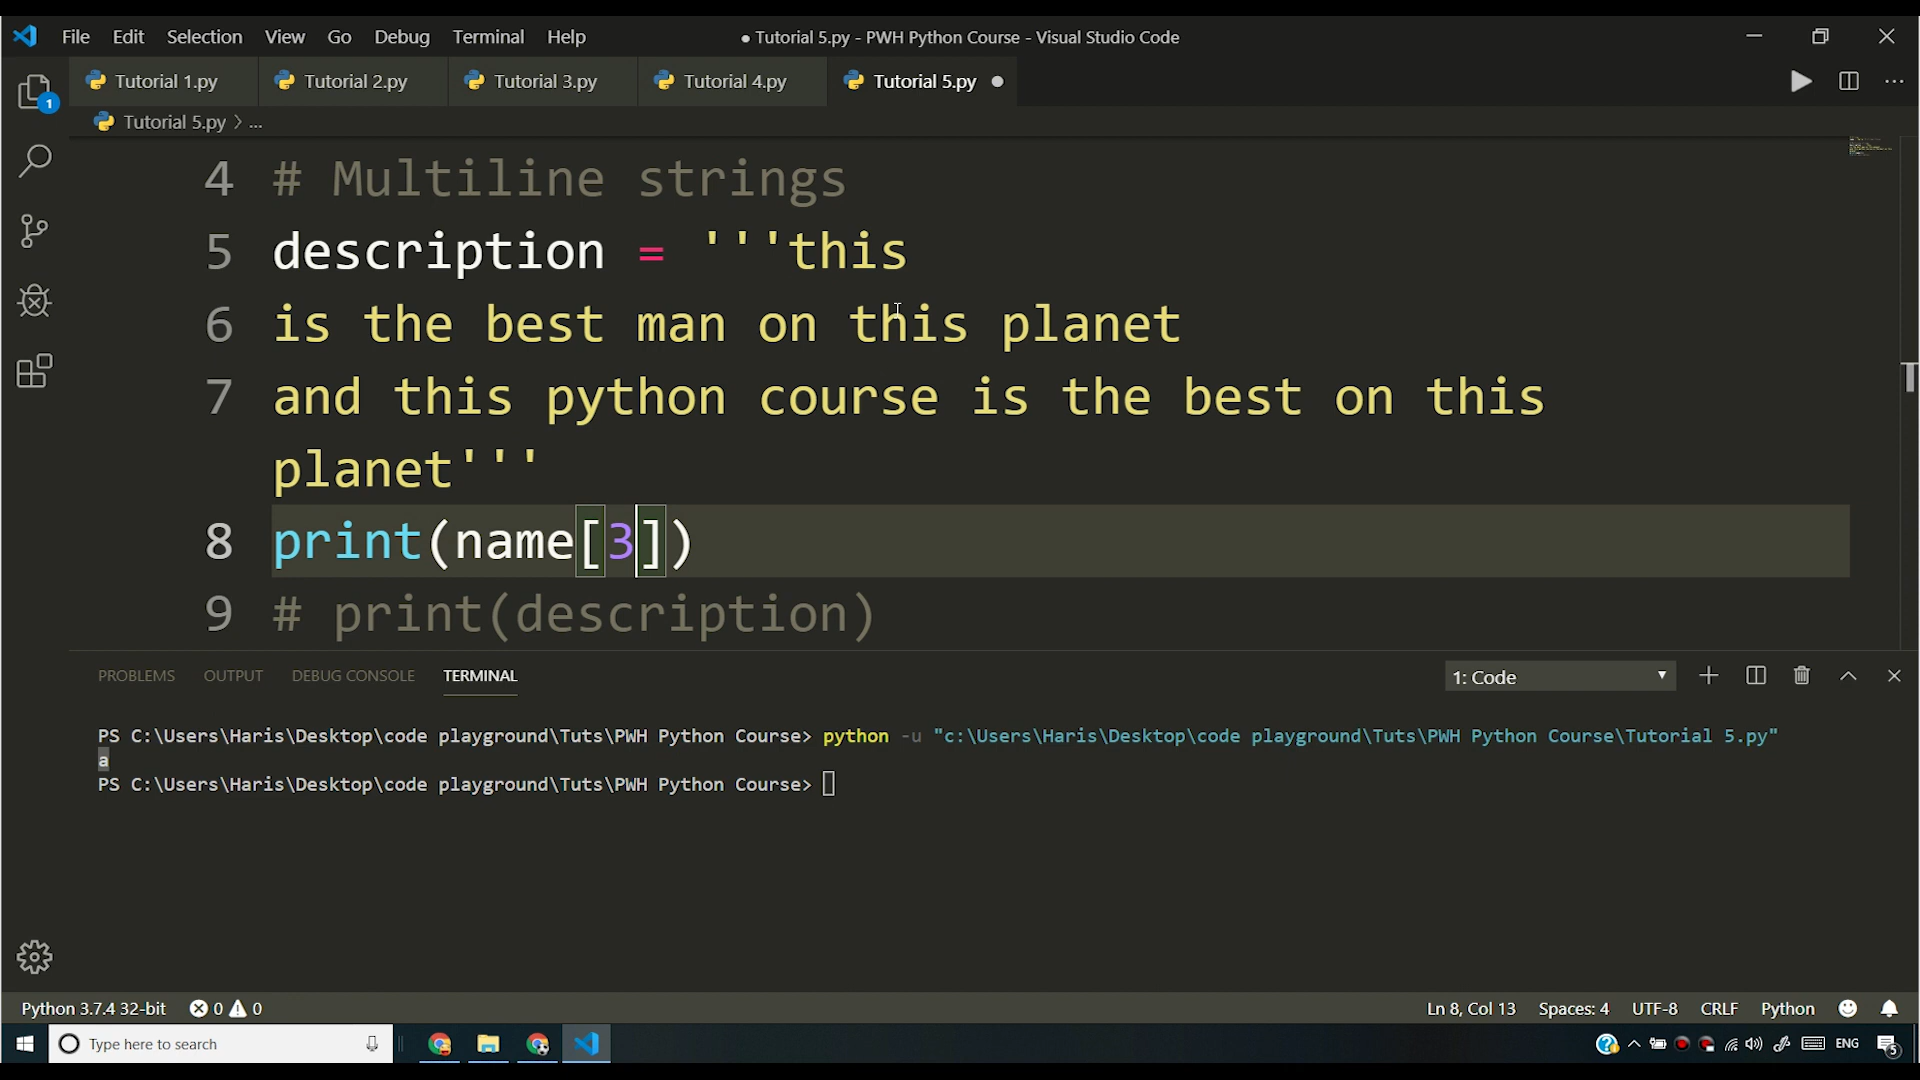 File Edit Selection View Go Debug Terminal Help
● Tutorial 5.py - PWH Python Course - Visual Studio Code
Tutorial 1.py Tutorial 2.py Tutorial 3.py Tutorial 4.py Tutorial 5.py
1
Tutorial 5.py > ...
4 # Multiline strings
5 description = '''this
6 is the best man on this planet
7 and this python course is the best on this
planet'''
8 print(name[3])
9 # print(description)
PROBLEMS OUTPUT DEBUG CONSOLE TERMINAL
1: Code
PS C:\Users\Haris\Desktop\code playground\Tuts\PWH Python Course> python -u "c:\Users\Haris\Desktop\code playground\Tuts\PWH Python Course\Tutorial 5.py"
a
PS C:\Users\Haris\Desktop\code playground\Tuts\PWH Python Course>
Python 3.7.4 32-bit 0 0
Ln 8, Col 13 Spaces: 4 UTF-8 CRLF Python
Type here to search
ENG
5